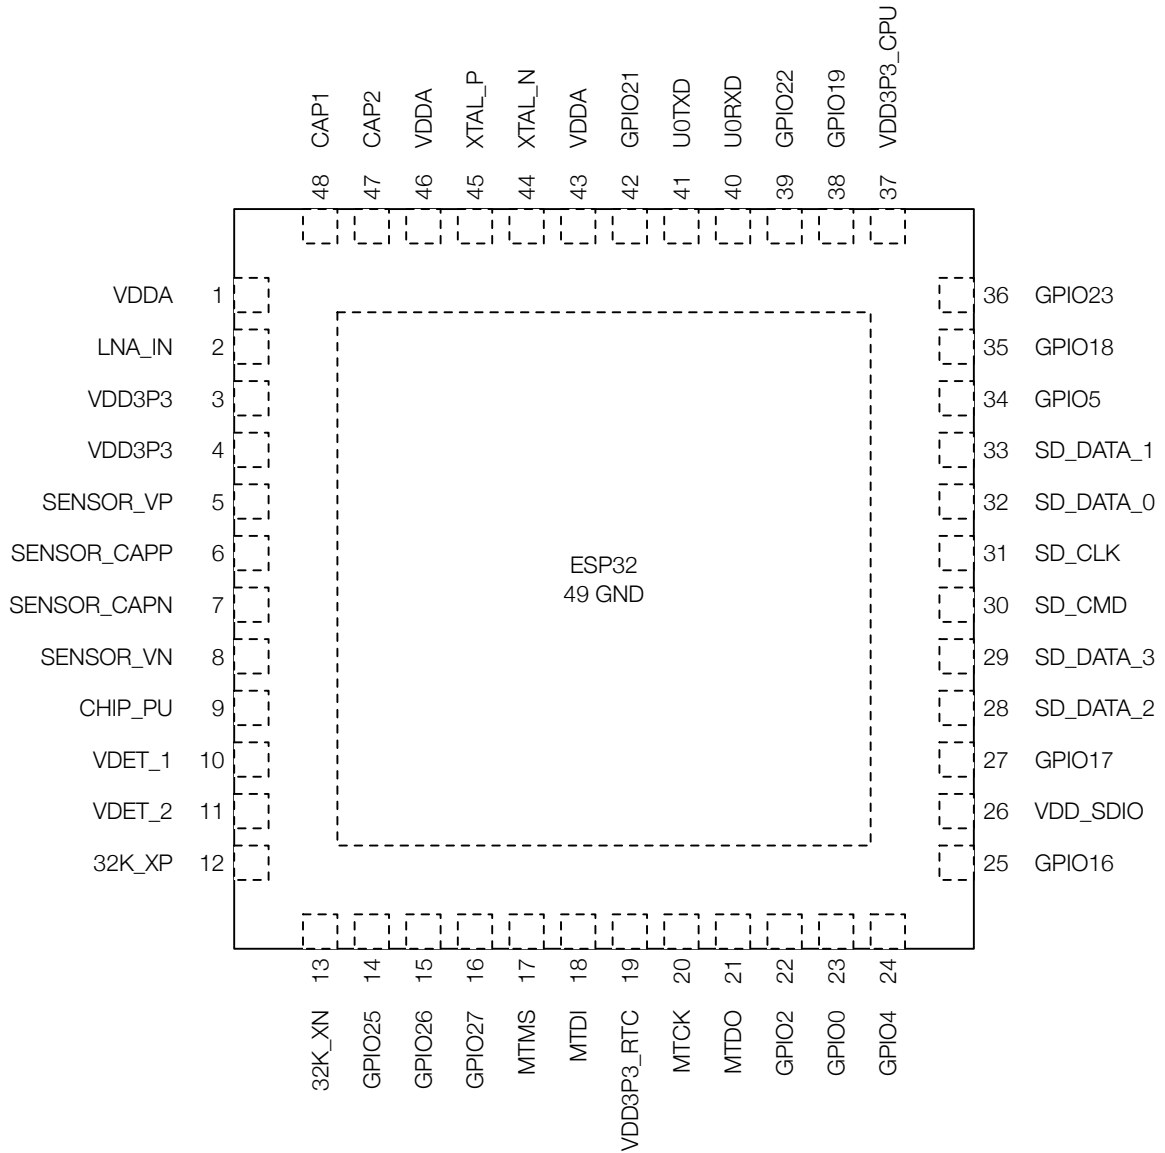 CAP1
CAP2
VDDA
XTAL_P
XTAL_N
VDDA
GPIO21
U0TXD
U0RXD
GPIO22
GPIO19
VDD3P3_CPU
48
47
46
45
44
43
42
41
40
39
38
37
VDDA 1
LNA_IN 2
VDD3P3 3
VDD3P3 4
SENSOR_VP 5
SENSOR_CAPP 6
SENSOR_CAPN 7
SENSOR_VN 8
CHIP_PU 9
VDET_1 10
VDET_2 11
32K_XP 12
ESP32
49 GND
36 GPIO23
35 GPIO18
34 GPIO5
33 SD_DATA_1
32 SD_DATA_0
31 SD_CLK
30 SD_CMD
29 SD_DATA_3
28 SD_DATA_2
27 GPIO17
26 VDD_SDIO
25 GPIO16
13
14
15
16
17
18
19
20
21
22
23
24
32K_XN
GPIO25
GPIO26
GPIO27
MTMS
MTDI
VDD3P3_RTC
MTCK
MTDO
GPIO2
GPIO0
GPIO4